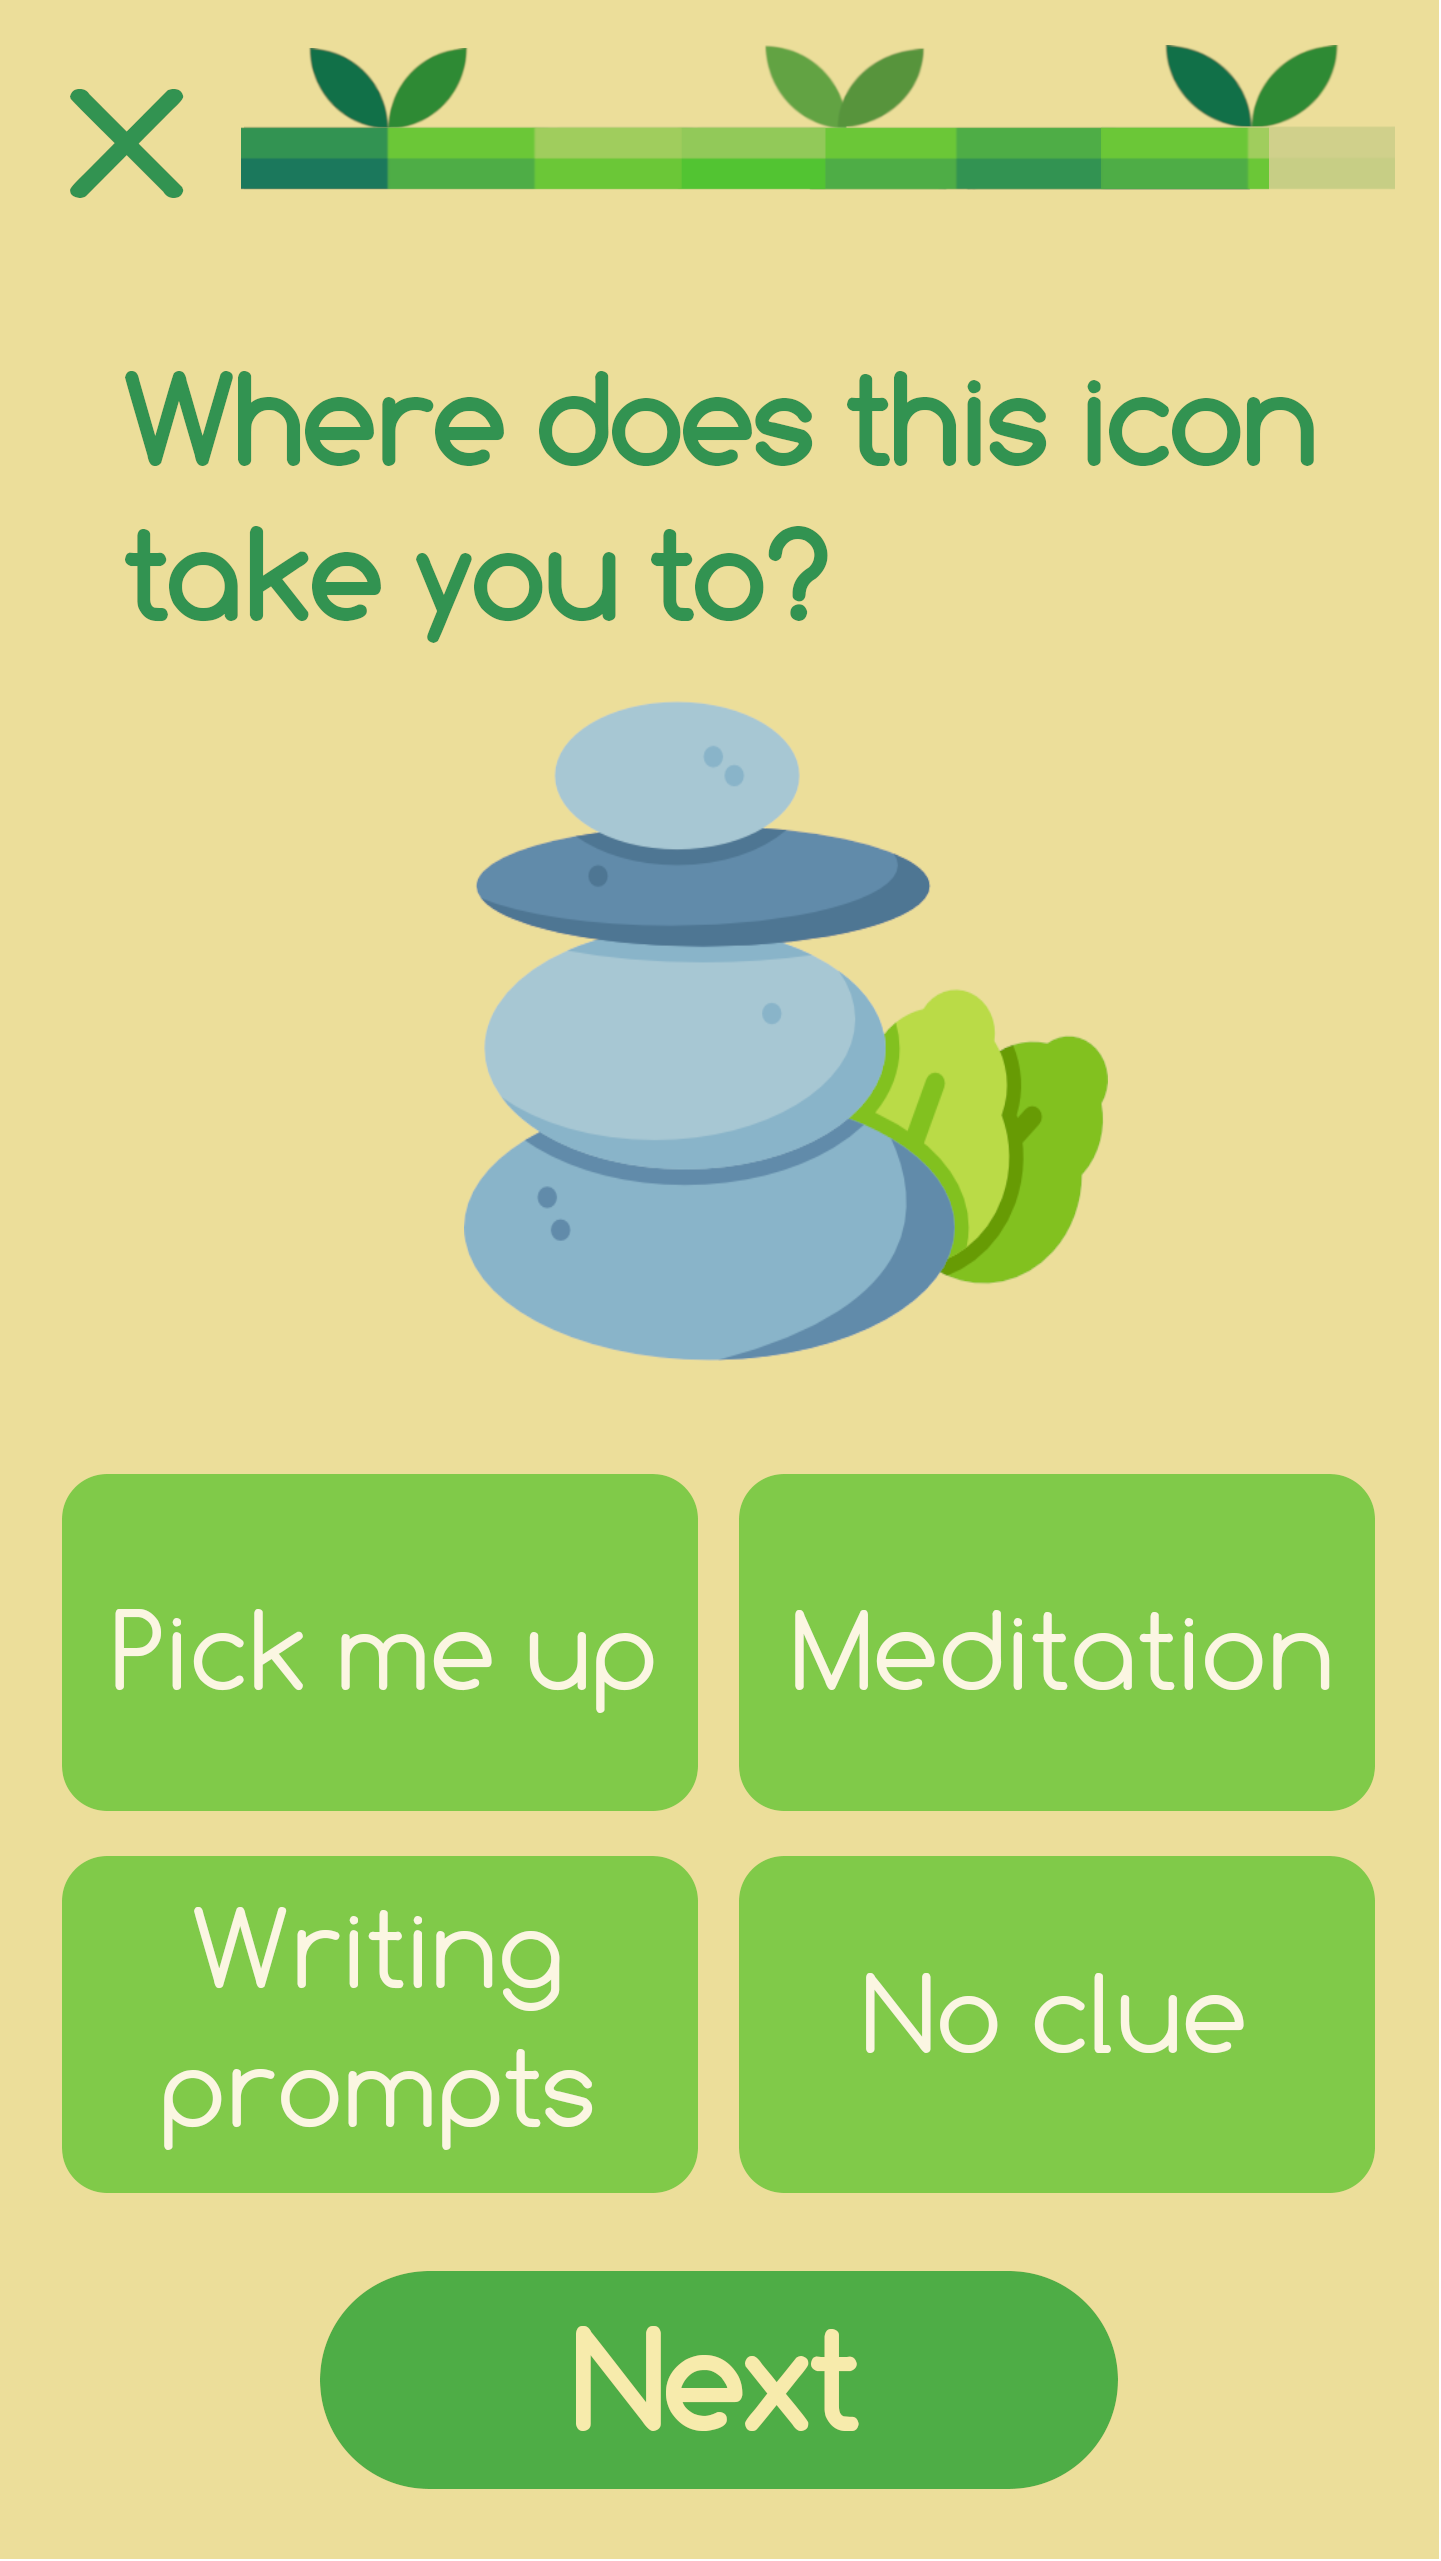 Where does this icon
take you to?
Pick me up
Meditation
Writing
prompts
No clue
Next